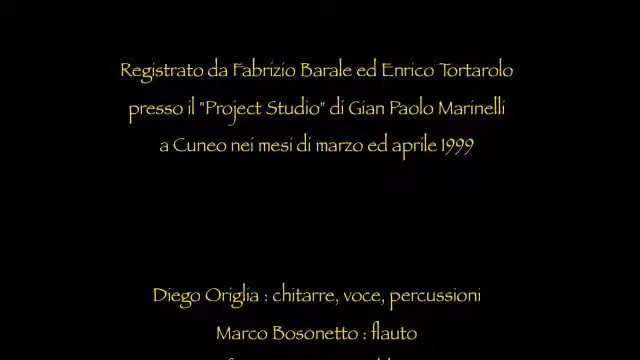 Registrato da Fabrizio Barale ed Enrico Tortarolo
presso il "Project Studio" di Gian Paolo Marinelli
a Cuneo nei mesi di marzo ed aprile 1999
Diego Origlia : chitarre, voce, percussioni
Marco Bosonetto : flauto